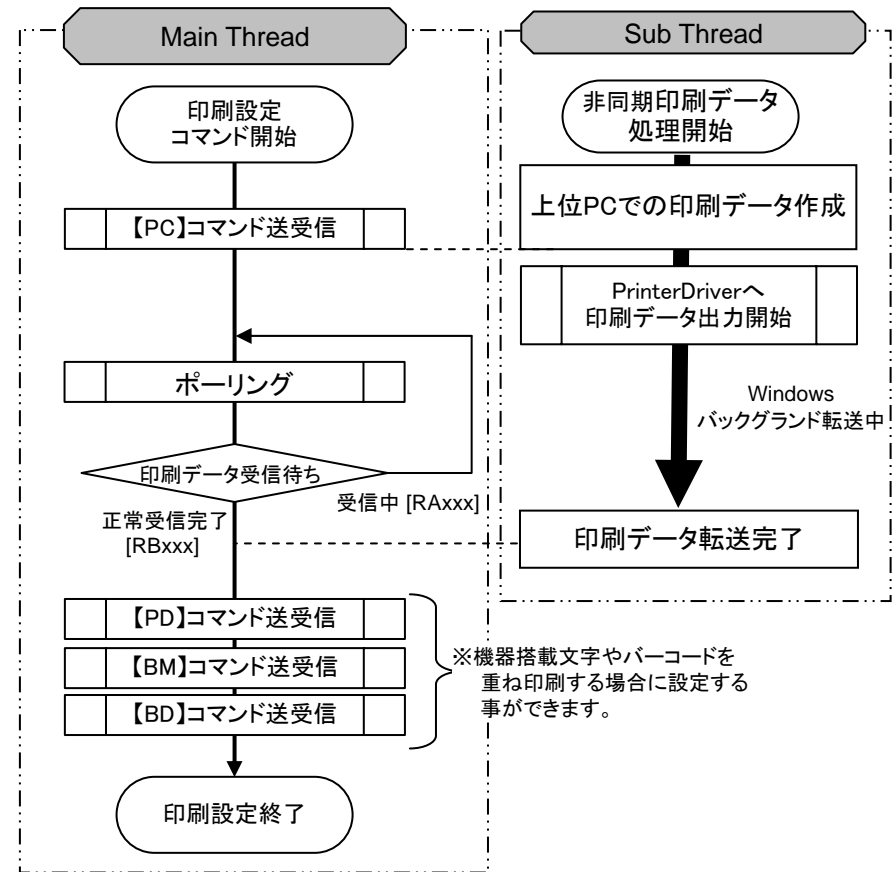 Main Thread
印刷設定
コマンド開始
【PC】コマンド送受信
ポーリング
印刷データ受信待ち
受信中 [RAxxx]
正常受信完了
[RBxxx]
【PD】コマンド送受信
【BM】コマンド送受信
【BD】コマンド送受信
※機器搭載文字やバーコードを
重ね印刷する場合に設定する
事ができます。
印刷設定終了
Sub Thread
非同期印刷データ
処理開始
上位PCでの印刷データ作成
PrinterDriverへ
印刷データ出力開始
Windows
バックグランド転送中
印刷データ転送完了